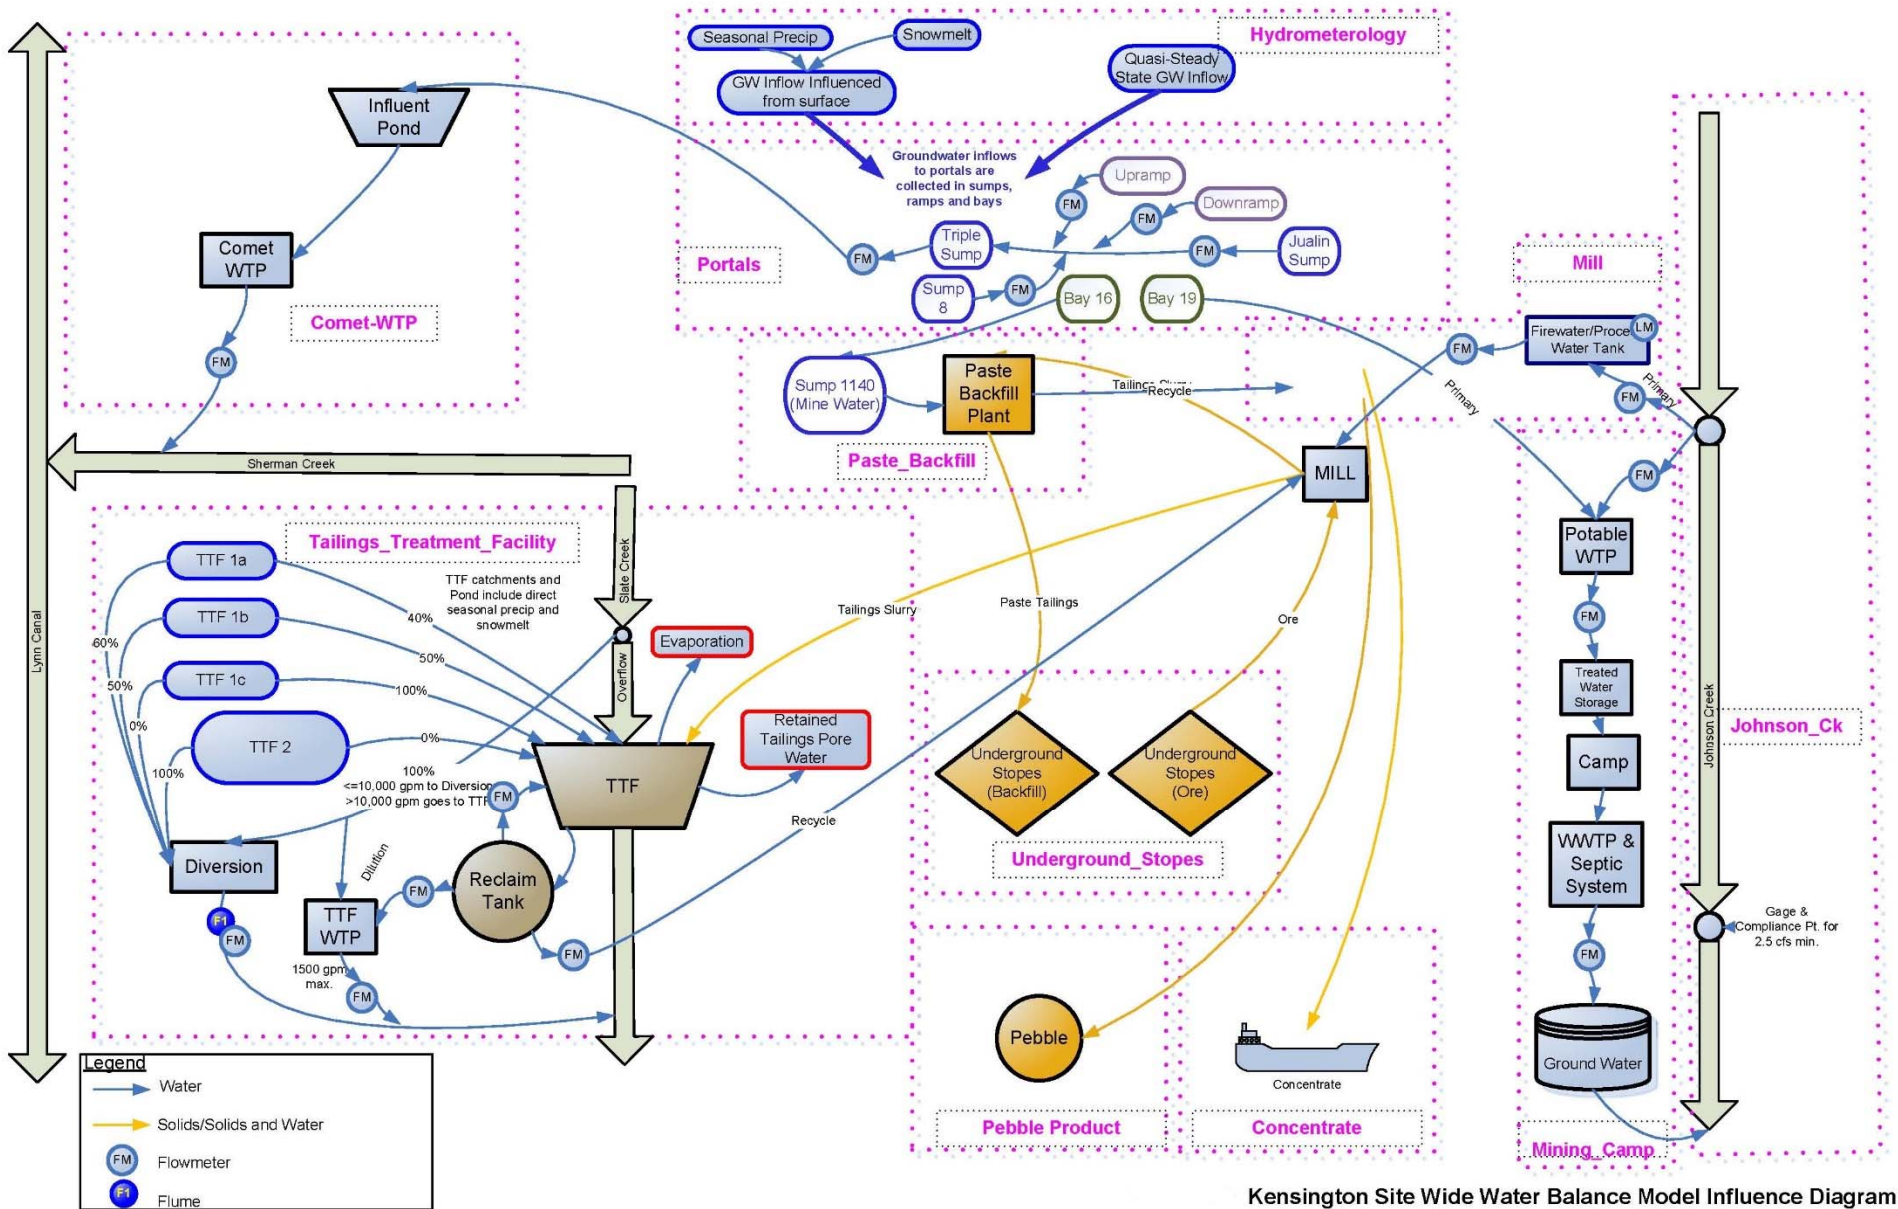 Seasonal Precip
Snowmelt
Hydrometerology
GW Inflow Influenced
from surface
Quasi-Steady
State GW Inflow
Influent
Pond
Groundwater inflows
to portals are
collected in sumps,
ramps and bays
Upramp
FM
Downramp
FM
Triple
Sump
FM
FM
Jualin
Sump
Portals
Sump
8
FM
Bay 16
Bay 19
Comet
WTP
Comet-WTP
FM
Mill
Firewater/Proce
Water Tank
LM
FM
FM
Primary
Primary
Sump 1140
(Mine Water)
Paste
Backfill
Plant
Tailings Slurry
Recycle
Paste_Backfill
MILL
FM
Sherman Creek
Lynn Canal
Tailings_Treatment_Facility
TTF 1a
TTF 1b
TTF 1c
TTF 2
TTF catchments and
Pond include direct
seasonal precip and
snowmelt
Slate Creek
Overflow
60%
50%
0%
100%
40%
50%
100%
0%
100%
<=10,000 gpm to Diversion
>10,000 gpm goes to TTF
FM
Evaporation
Retained
Tailings Pore
Water
TTF
Tailings Slurry
Paste Tailings
Ore
Recycle
Diversion
Dilution
F1
FM
TTF
WTP
FM
Reclaim
Tank
FM
1500 gpm
max.
FM
Underground
Stopes
(Backfill)
Underground
Stopes
(Ore)
Underground_Stopes
Potable
WTP
FM
Treated
Water
Storage
Camp
WWTP &
Septic
System
FM
Ground Water
Mining_Camp
Johnson Creek
Johnson_Ck
Gage &
Compliance Pt. for
2.5 cfs min.
Pebble
Pebble Product
Concentrate
Concentrate
Legend
Water
Solids/Solids and Water
FM
Flowmeter
F1
Flume
Kensington Site Wide Water Balance Model Influence Diagram